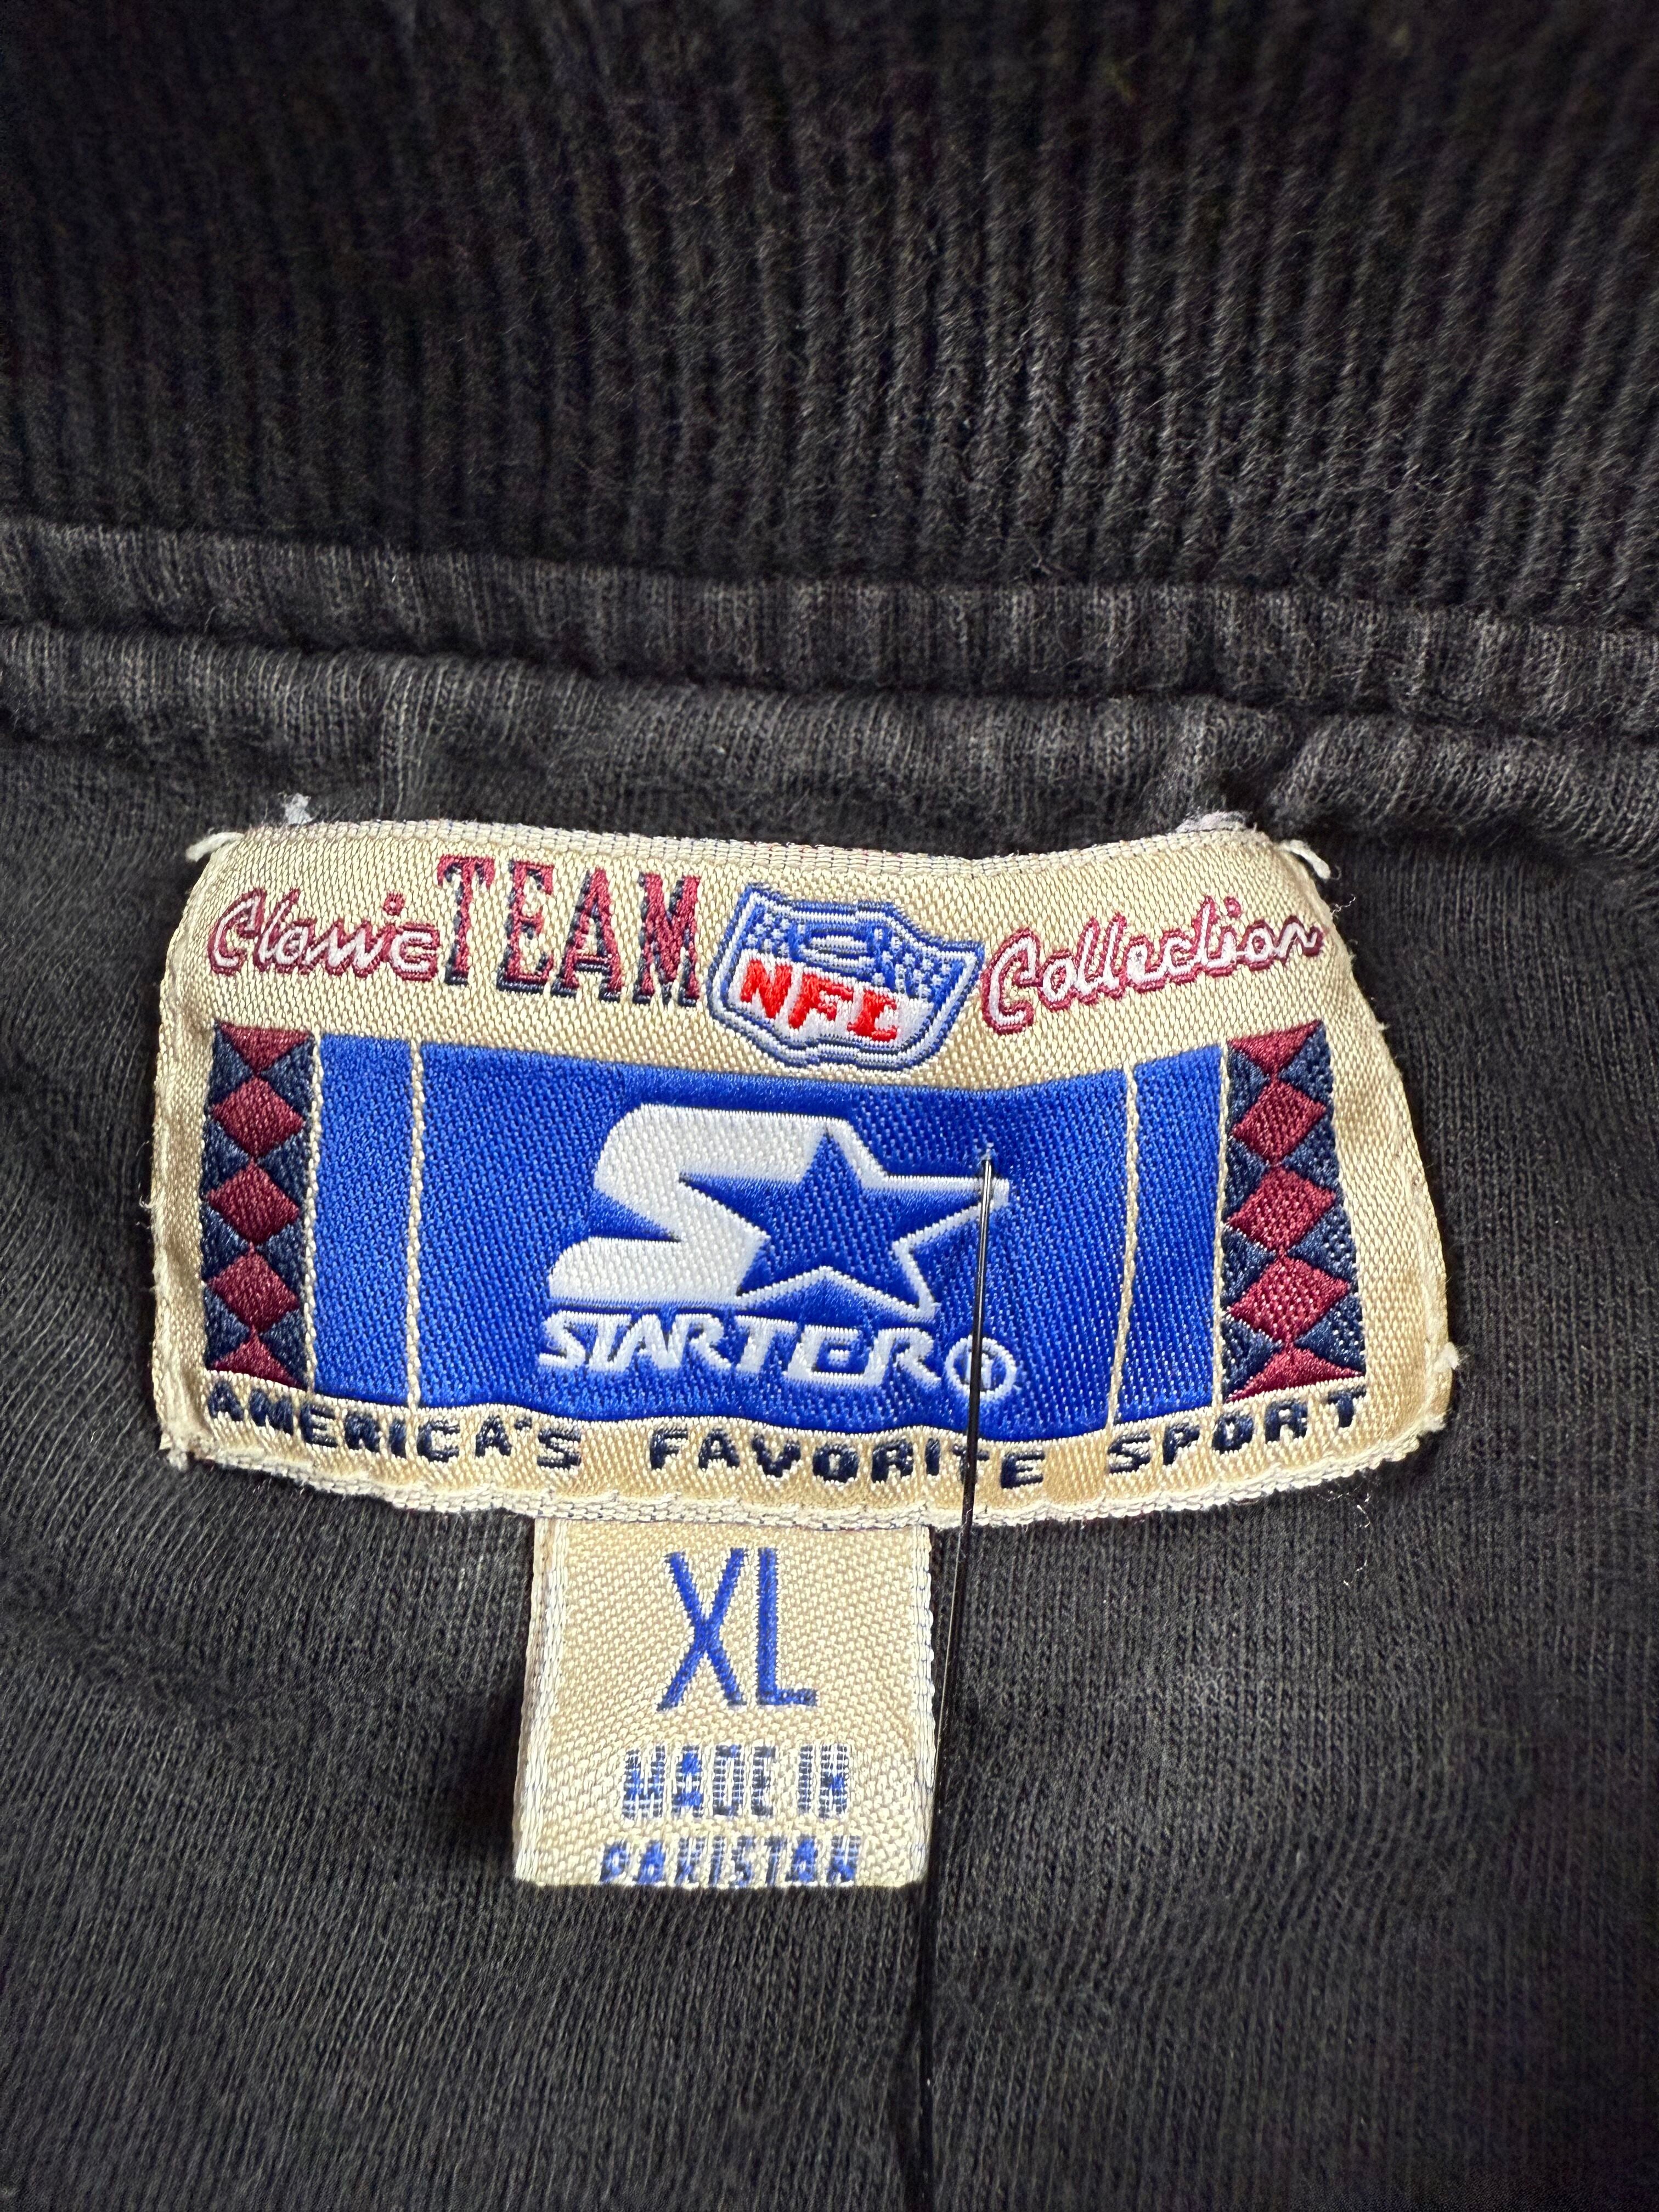 Classic TEAM NFL Collection
STARTER®
AMERICA'S FAVORITE SPORT
XL
MADE IN
PAKISTAN